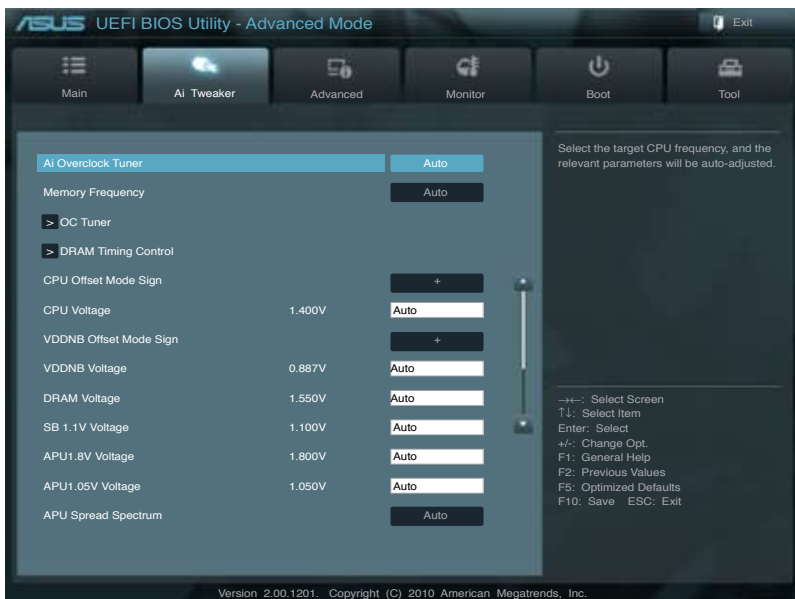 ASUS UEFI BIOS Utility - Advanced Mode
Exit
Main
Ai Tweaker
Advanced
Monitor
Boot
Tool
Ai Overclock Tuner Auto
Memory Frequency Auto
> OC Tuner
> DRAM Timing Control
CPU Offset Mode Sign +
CPU Voltage 1.400V Auto
VDDNB Offset Mode Sign +
VDDNB Voltage 0.887V Auto
DRAM Voltage 1.550V Auto
SB 1.1V Voltage 1.100V Auto
APU1.8V Voltage 1.800V Auto
APU1.05V Voltage 1.050V Auto
APU Spread Spectrum Auto
Select the target CPU frequency, and the
relevant parameters will be auto-adjusted.
→←: Select Screen
↑↓: Select Item
Enter: Select
+/-: Change Opt.
F1: General Help
F2: Previous Values
F5: Optimized Defaults
F10: Save ESC: Exit
Version 2.00.1201. Copyright (C) 2010 American Megatrends, Inc.